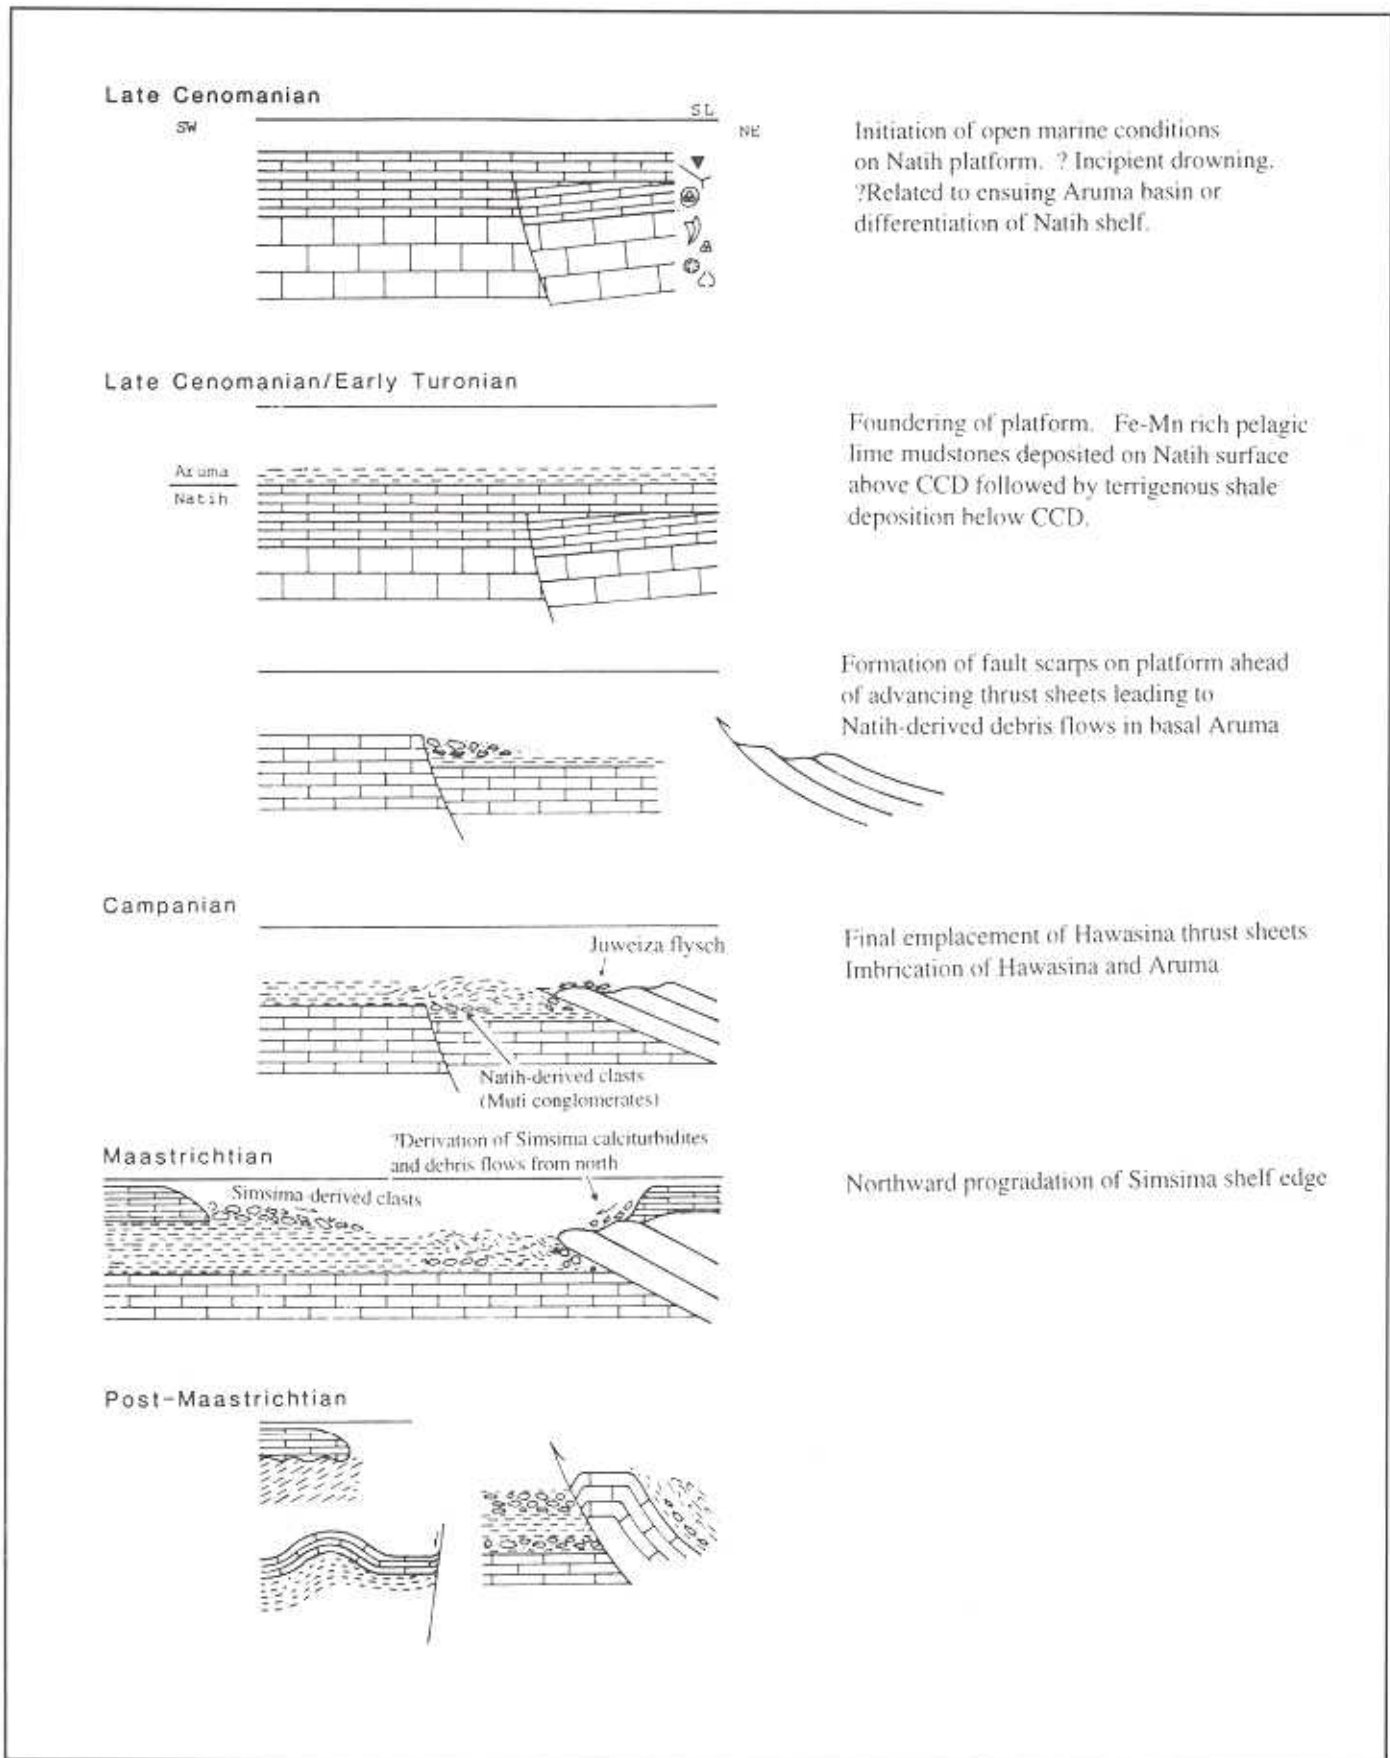 Late Cenomanian
SW
SL
NE
Initiation of open marine conditions
on Natih platform. ? Incipient drowning.
?Related to ensuing Aruma basin or
differentiation of Natih shelf.
Late Cenomanian/Early Turonian
Aruma
Natih
Foundering of platform. Fe-Mn rich pelagic
lime mudstones deposited on Natih surface
above CCD followed by terrigenous shale
deposition below CCD.
Formation of fault scarps on platform ahead
of advancing thrust sheets leading to
Natih-derived debris flows in basal Aruma
Campanian
Juweiza flysch
Final emplacement of Hawasina thrust sheets
Imbrication of Hawasina and Aruma
Natih-derived clasts
(Muti conglomerates)
Maastrichtian
?Derivation of Simsima calciturbidites
and debris flows from north
Simsima-derived clasts
Northward progradation of Simsima shelf edge
Post-Maastrichtian